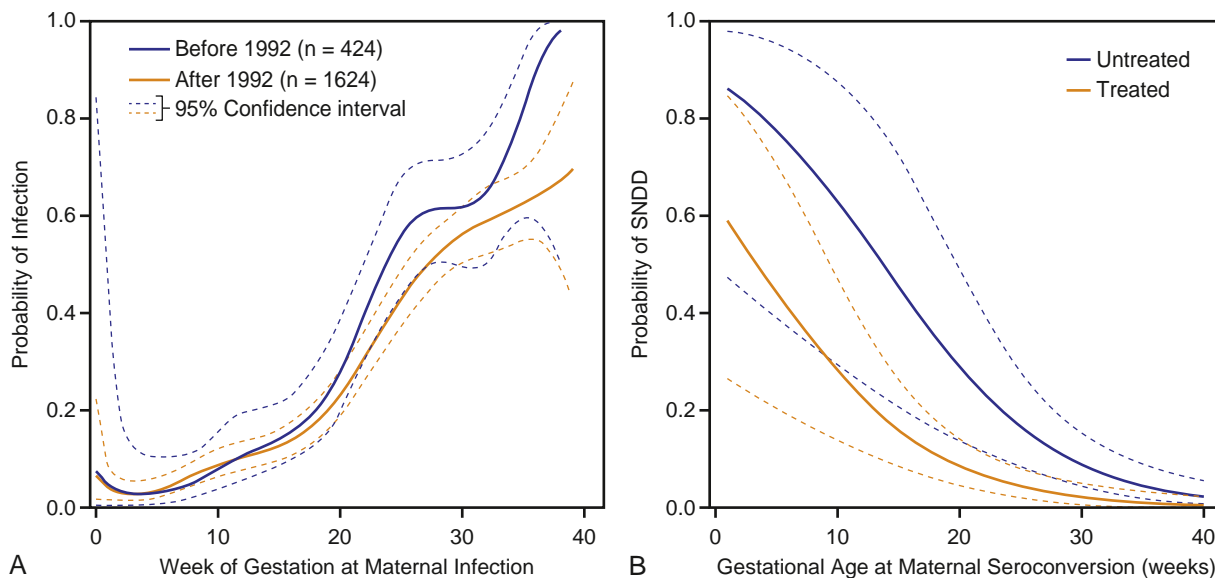 1.0
0.8
0.6
0.4
0.2
0.0
Probability of Infection
Before 1992 (n = 424)
After 1992 (n = 1624)
95% Confidence interval
0
10
20
30
40
Week of Gestation at Maternal Infection
A
1.0
0.8
0.6
0.4
0.2
0.0
Probability of SNDD
Untreated
Treated
0
10
20
30
40
Gestational Age at Maternal Seroconversion (weeks)
B